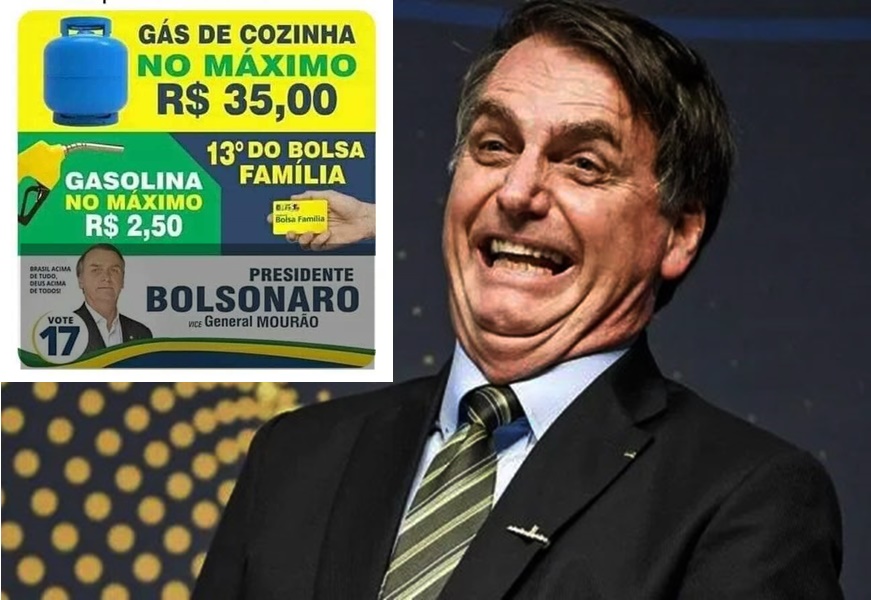 GÁS DE COZINHA
NO MÁXIMO
R$ 35,00
13º DO BOLSA
FAMÍLIA
GASOLINA
NO MÁXIMO
R$ 2,50
Bolsa Família
BRASIL ACIMA
DE TUDO,
DEUS ACIMA
DE TODOS!
PRESIDENTE
BOLSONARO
VICE General MOURÃO
VOTE
17